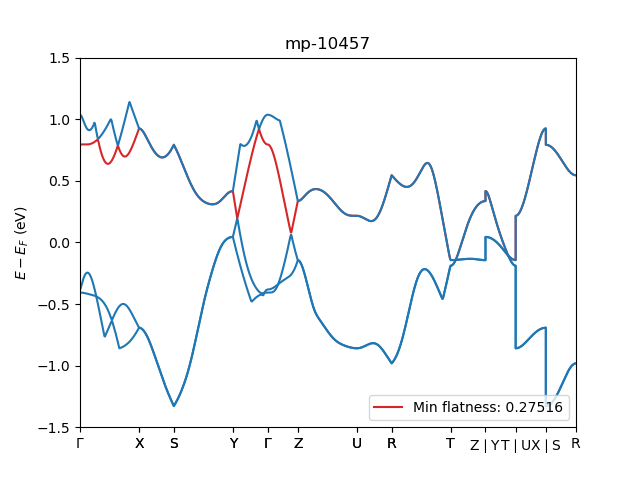 mp-10457
E − E_F (eV)
1.5
1.0
0.5
0.0
−0.5
−1.0
−1.5
Min flatness: 0.27516
Γ X S Y Γ Z U R T Z | Y T | U X | S R